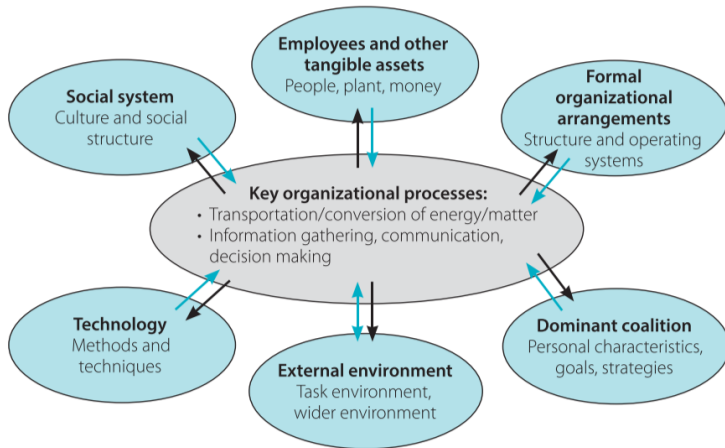 Employees and other
tangible assets
People, plant, money
Social system
Culture and social
structure
Formal
organizational
arrangements
Structure and operating
systems
Key organizational processes:
• Transportation/conversion of energy/matter
• Information gathering, communication,
decision making
Technology
Methods and
techniques
External environment
Task environment,
wider environment
Dominant coalition
Personal characteristics,
goals, strategies